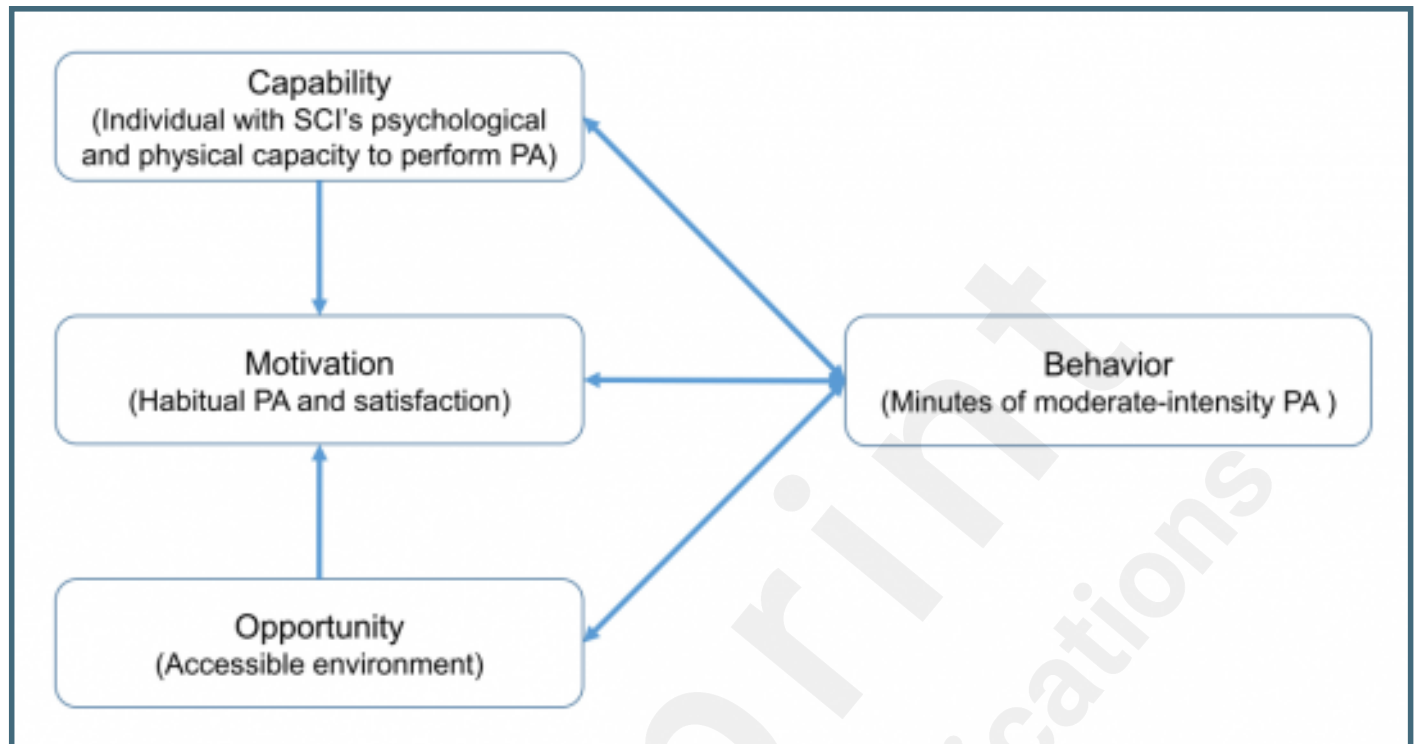 Capability
(Individual with SCI's psychological
and physical capacity to perform PA)
Motivation
(Habitual PA and satisfaction)
Behavior
(Minutes of moderate-intensity PA )
Opportunity
(Accessible environment)